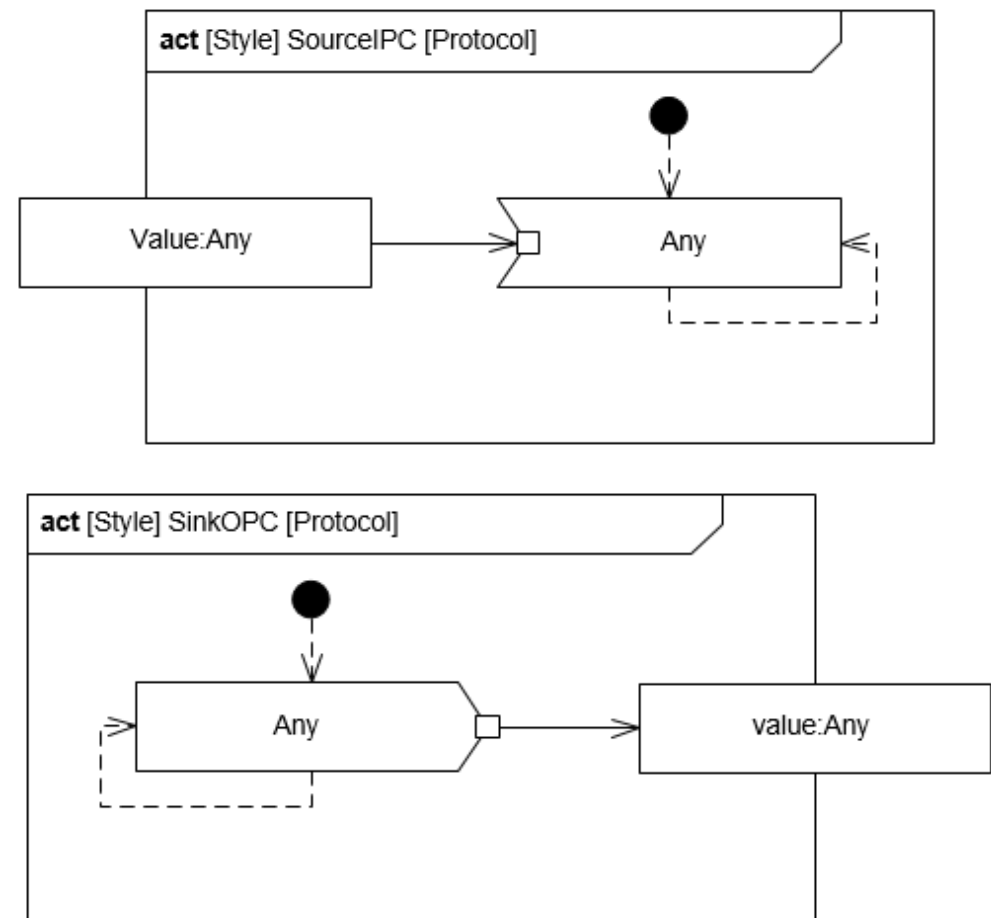 act [Style] SourceIPC [Protocol]
Value:Any
Any
act [Style] SinkOPC [Protocol]
Any
value:Any